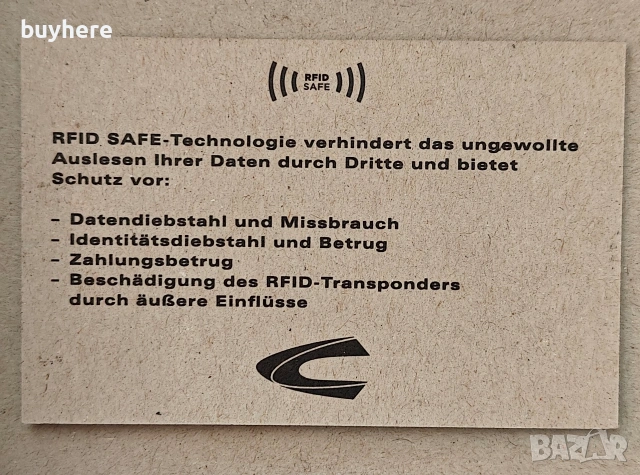 buyhere
RFID
SAFE
RFID SAFE-Technologie verhindert das ungewollte
Auslesen Ihrer Daten durch Dritte und bietet
Schutz vor:
– Datendiebstahl und Missbrauch
– Identitätsdiebstahl und Betrug
– Zahlungsbetrug
– Beschädigung des RFID-Transponders
durch äußere Einflüsse
BAZAR